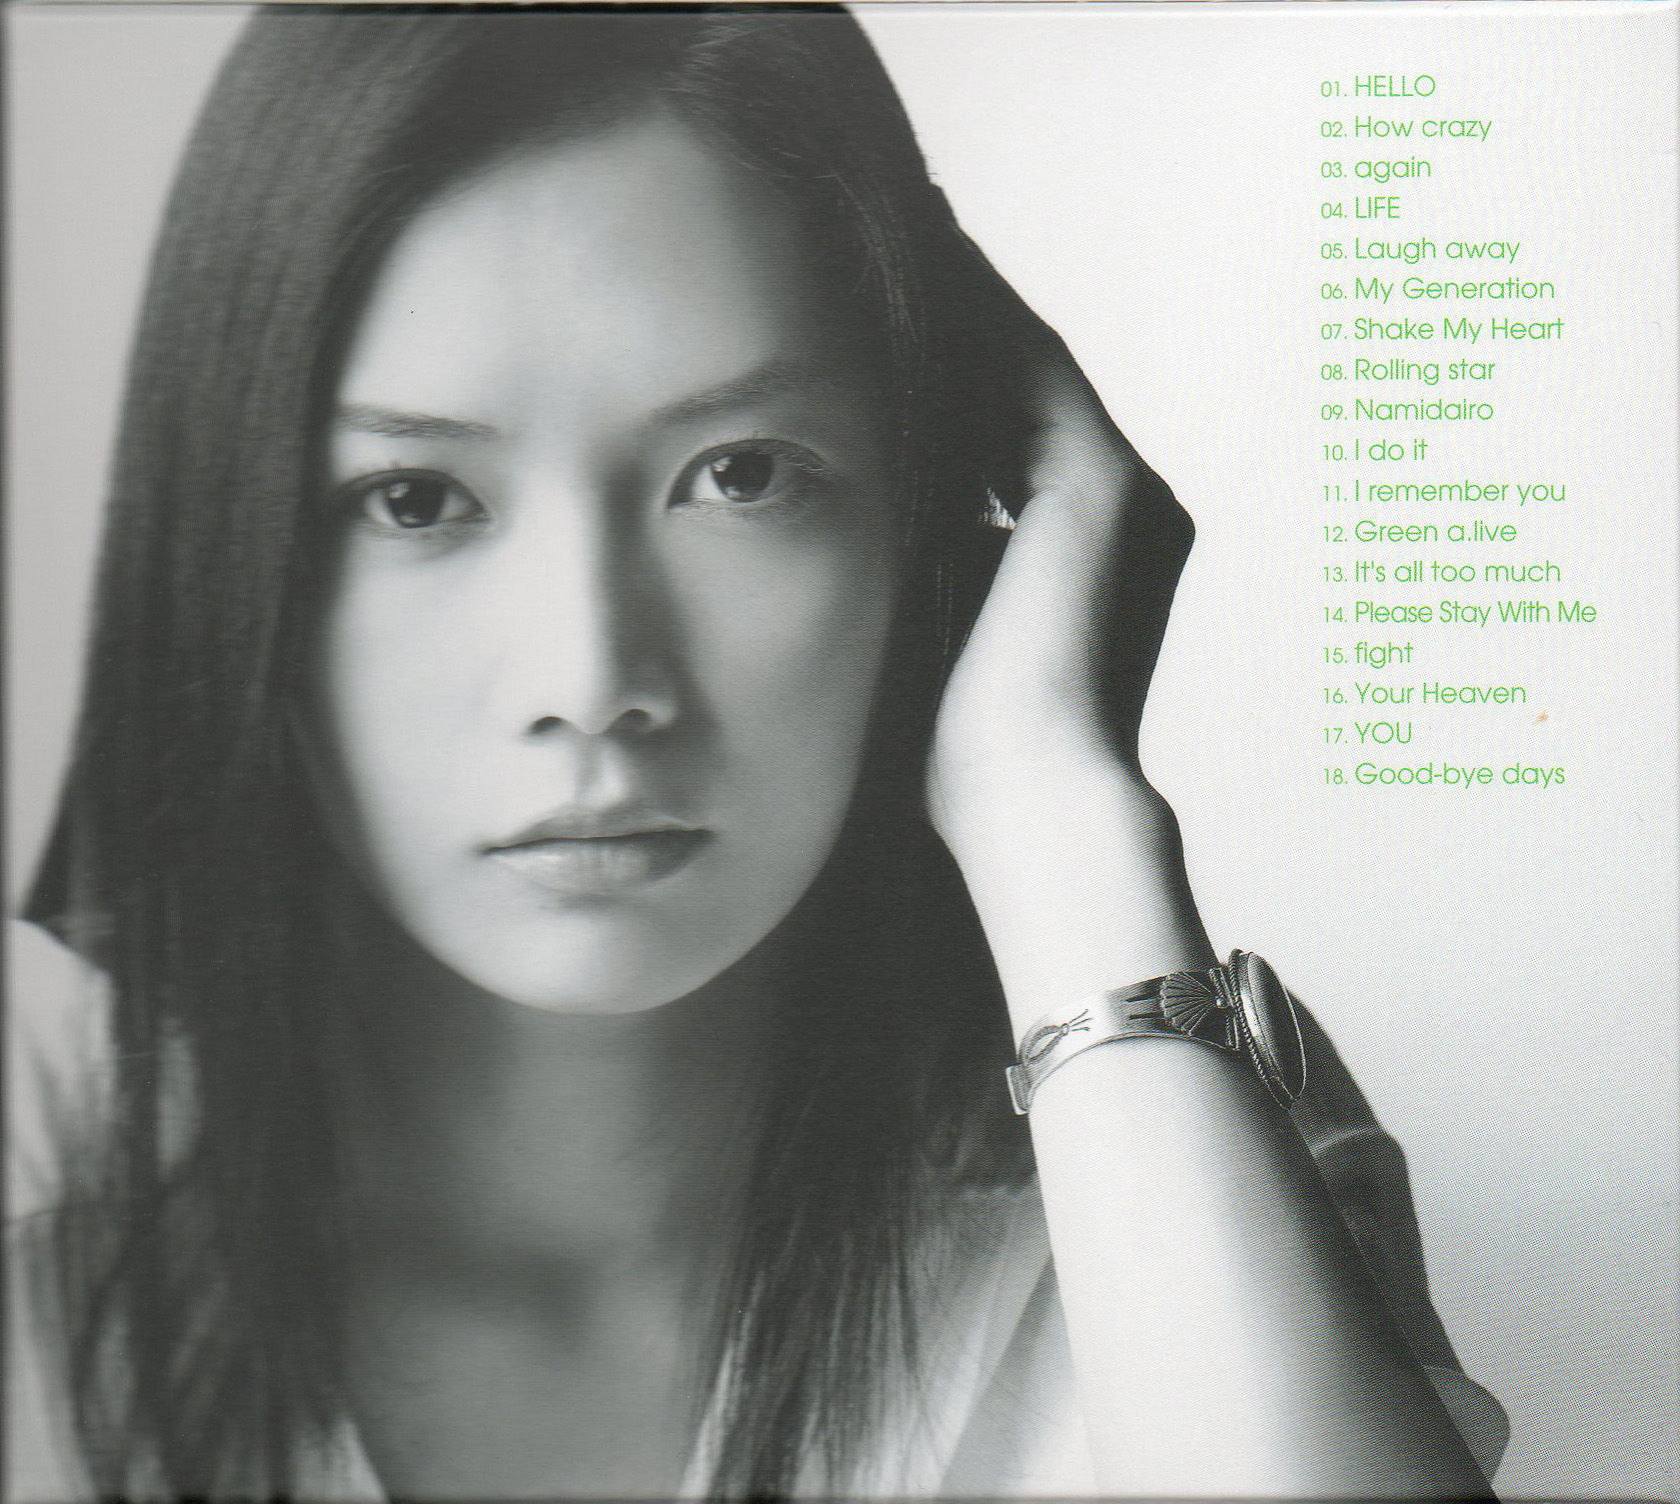 01. HELLO
02. How crazy
03. again
04. LIFE
05. Laugh away
06. My Generation
07. Shake My Heart
08. Rolling star
09. Namidairo
10. I do it
11. I remember you
12. Green a.live
13. It's all too much
14. Please Stay With Me
15. fight
16. Your Heaven
17. YOU
18. Good-bye days